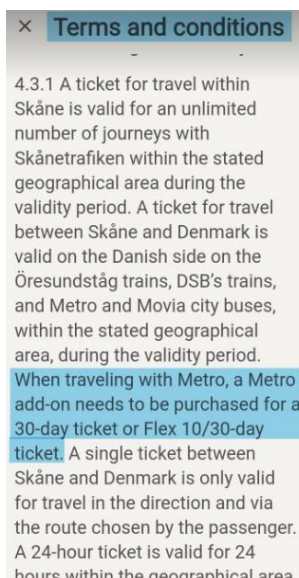 × Terms and conditions
4.3.1 A ticket for travel within
Skåne is valid for an unlimited
number of journeys with
Skånetrafiken within the stated
geographical area during the
validity period. A ticket for travel
between Skåne and Denmark is
valid on the Danish side on the
Öresundståg trains, DSB's trains,
and Metro and Movia city buses,
within the stated geographical
area, during the validity period.
When traveling with Metro, a Metro
add-on needs to be purchased for a
30-day ticket or Flex 10/30-day
ticket. A single ticket between
Skåne and Denmark is only valid
for travel in the direction and via
the route chosen by the passenger.
A 24-hour ticket is valid for 24
hours within the geographical area